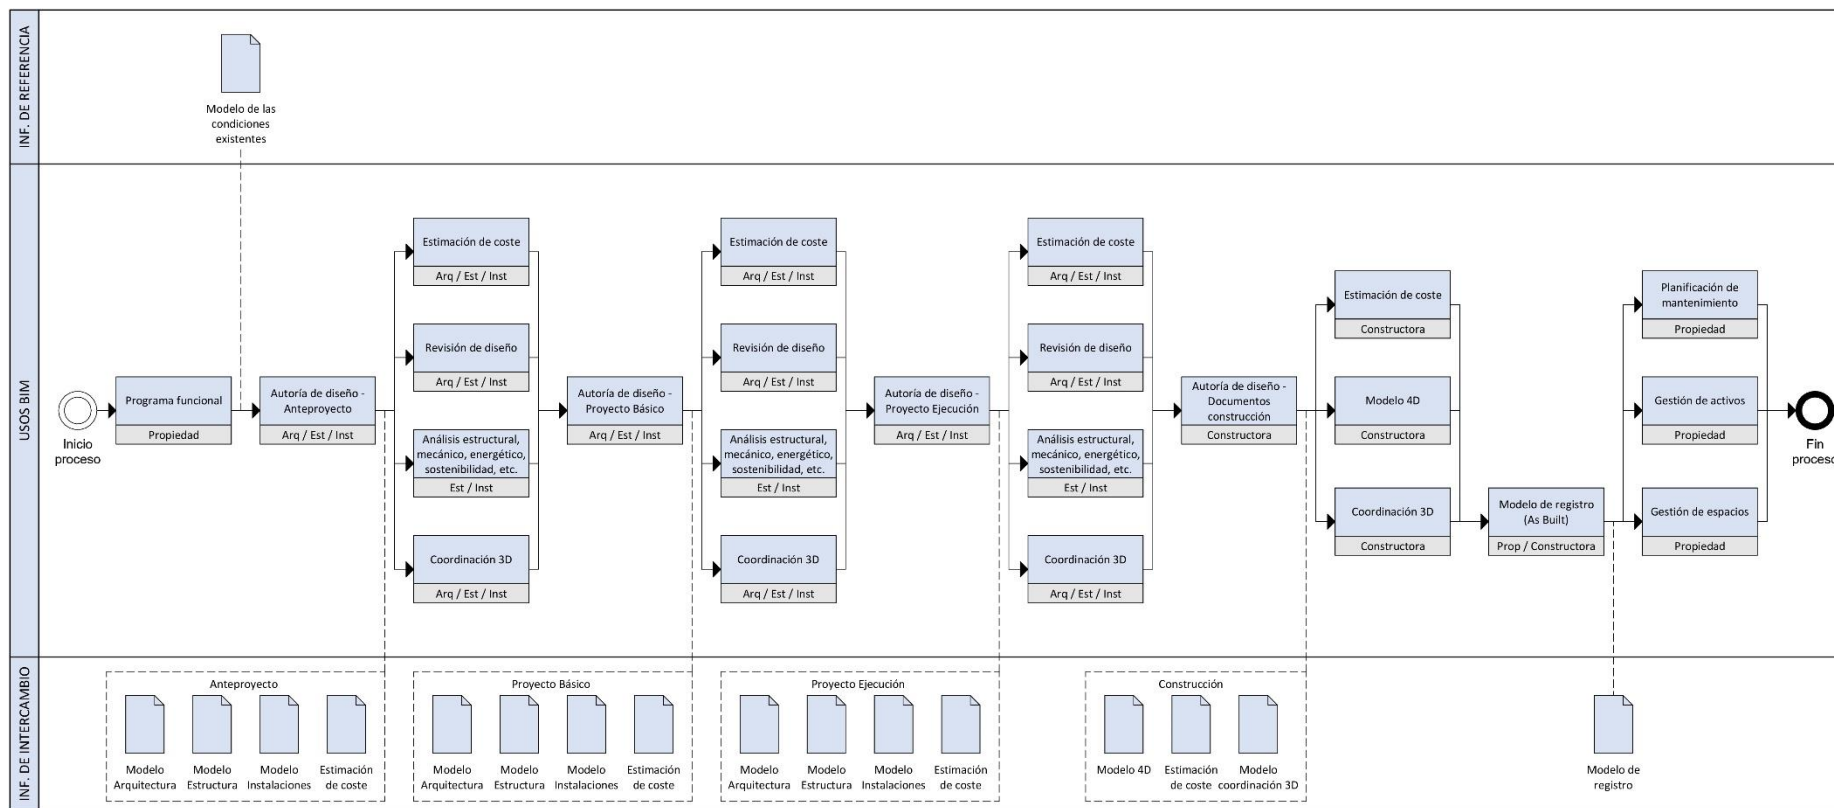 INF. DE REFERENCIA
Modelo de las
condiciones
existentes
USOS BIM
Inicio
proceso
Programa funcional
Propiedad
Autoría de diseño -
Anteproyecto
Arq / Est / Inst
Estimación de coste
Arq / Est / Inst
Revisión de diseño
Arq / Est / Inst
Análisis estructural,
mecánico, energético,
sostenibilidad, etc.
Est / Inst
Coordinación 3D
Arq / Est / Inst
Autoría de diseño -
Proyecto Básico
Arq / Est / Inst
Estimación de coste
Arq / Est / Inst
Revisión de diseño
Arq / Est / Inst
Análisis estructural,
mecánico, energético,
sostenibilidad, etc.
Est / Inst
Coordinación 3D
Arq / Est / Inst
Autoría de diseño -
Proyecto Ejecución
Arq / Est / Inst
Estimación de coste
Arq / Est / Inst
Revisión de diseño
Arq / Est / Inst
Análisis estructural,
mecánico, energético,
sostenibilidad, etc.
Est / Inst
Coordinación 3D
Arq / Est / Inst
Autoría de diseño -
Documentos
construcción
Constructora
Estimación de coste
Constructora
Modelo 4D
Constructora
Coordinación 3D
Constructora
Modelo de registro
(As Built)
Prop / Constructora
Planificación de
mantenimiento
Propiedad
Gestión de activos
Propiedad
Gestión de espacios
Propiedad
Fin
proceso
INF. DE INTERCAMBIO
Anteproyecto
Modelo
Arquitectura
Modelo
Estructura
Modelo
Instalaciones
Estimación
de coste
Proyecto Básico
Modelo
Arquitectura
Modelo
Estructura
Modelo
Instalaciones
Estimación
de coste
Proyecto Ejecución
Modelo
Arquitectura
Modelo
Estructura
Modelo
Instalaciones
Estimación
de coste
Construcción
Modelo 4D
Estimación
de coste
Modelo
coordinación 3D
Modelo de
registro